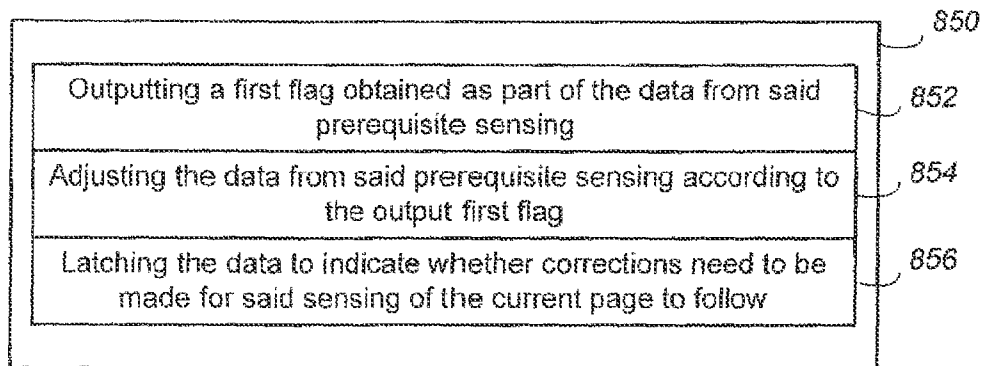 850
Outputting a first flag obtained as part of the data from said
prerequisite sensing
852
Adjusting the data from said prerequisite sensing according to
the output first flag
854
Latching the data to indicate whether corrections need to be
made for said sensing of the current page to follow
856